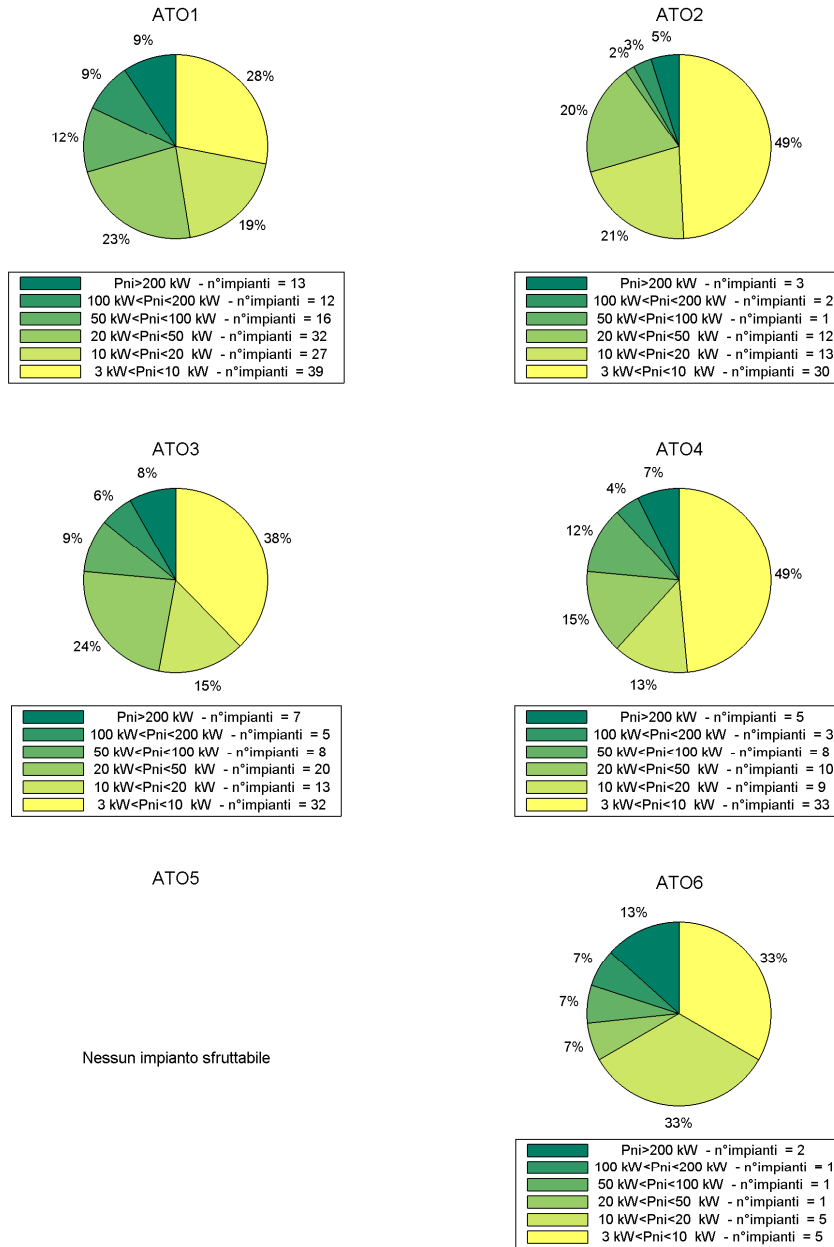 ATO1
9%
28%
9%
12%
23%
19%
Pni>200 kW - n°impianti = 13
100 kW<Pni<200 kW - n°impianti = 12
50 kW<Pni<100 kW - n°impianti = 16
20 kW<Pni<50 kW - n°impianti = 32
10 kW<Pni<20 kW - n°impianti = 27
3 kW<Pni<10 kW - n°impianti = 39
ATO2
5%
3%
2%
49%
20%
21%
Pni>200 kW - n°impianti = 3
100 kW<Pni<200 kW - n°impianti = 2
50 kW<Pni<100 kW - n°impianti = 1
20 kW<Pni<50 kW - n°impianti = 12
10 kW<Pni<20 kW - n°impianti = 13
3 kW<Pni<10 kW - n°impianti = 30
ATO3
8%
6%
38%
9%
24%
15%
Pni>200 kW - n°impianti = 7
100 kW<Pni<200 kW - n°impianti = 5
50 kW<Pni<100 kW - n°impianti = 8
20 kW<Pni<50 kW - n°impianti = 20
10 kW<Pni<20 kW - n°impianti = 13
3 kW<Pni<10 kW - n°impianti = 32
ATO4
7%
4%
12%
49%
15%
13%
Pni>200 kW - n°impianti = 5
100 kW<Pni<200 kW - n°impianti = 3
50 kW<Pni<100 kW - n°impianti = 8
20 kW<Pni<50 kW - n°impianti = 10
10 kW<Pni<20 kW - n°impianti = 9
3 kW<Pni<10 kW - n°impianti = 33
ATO5
Nessun impianto sfruttabile
ATO6
13%
33%
7%
7%
7%
33%
Pni>200 kW - n°impianti = 2
100 kW<Pni<200 kW - n°impianti = 1
50 kW<Pni<100 kW - n°impianti = 1
20 kW<Pni<50 kW - n°impianti = 1
10 kW<Pni<20 kW - n°impianti = 5
3 kW<Pni<10 kW - n°impianti = 5